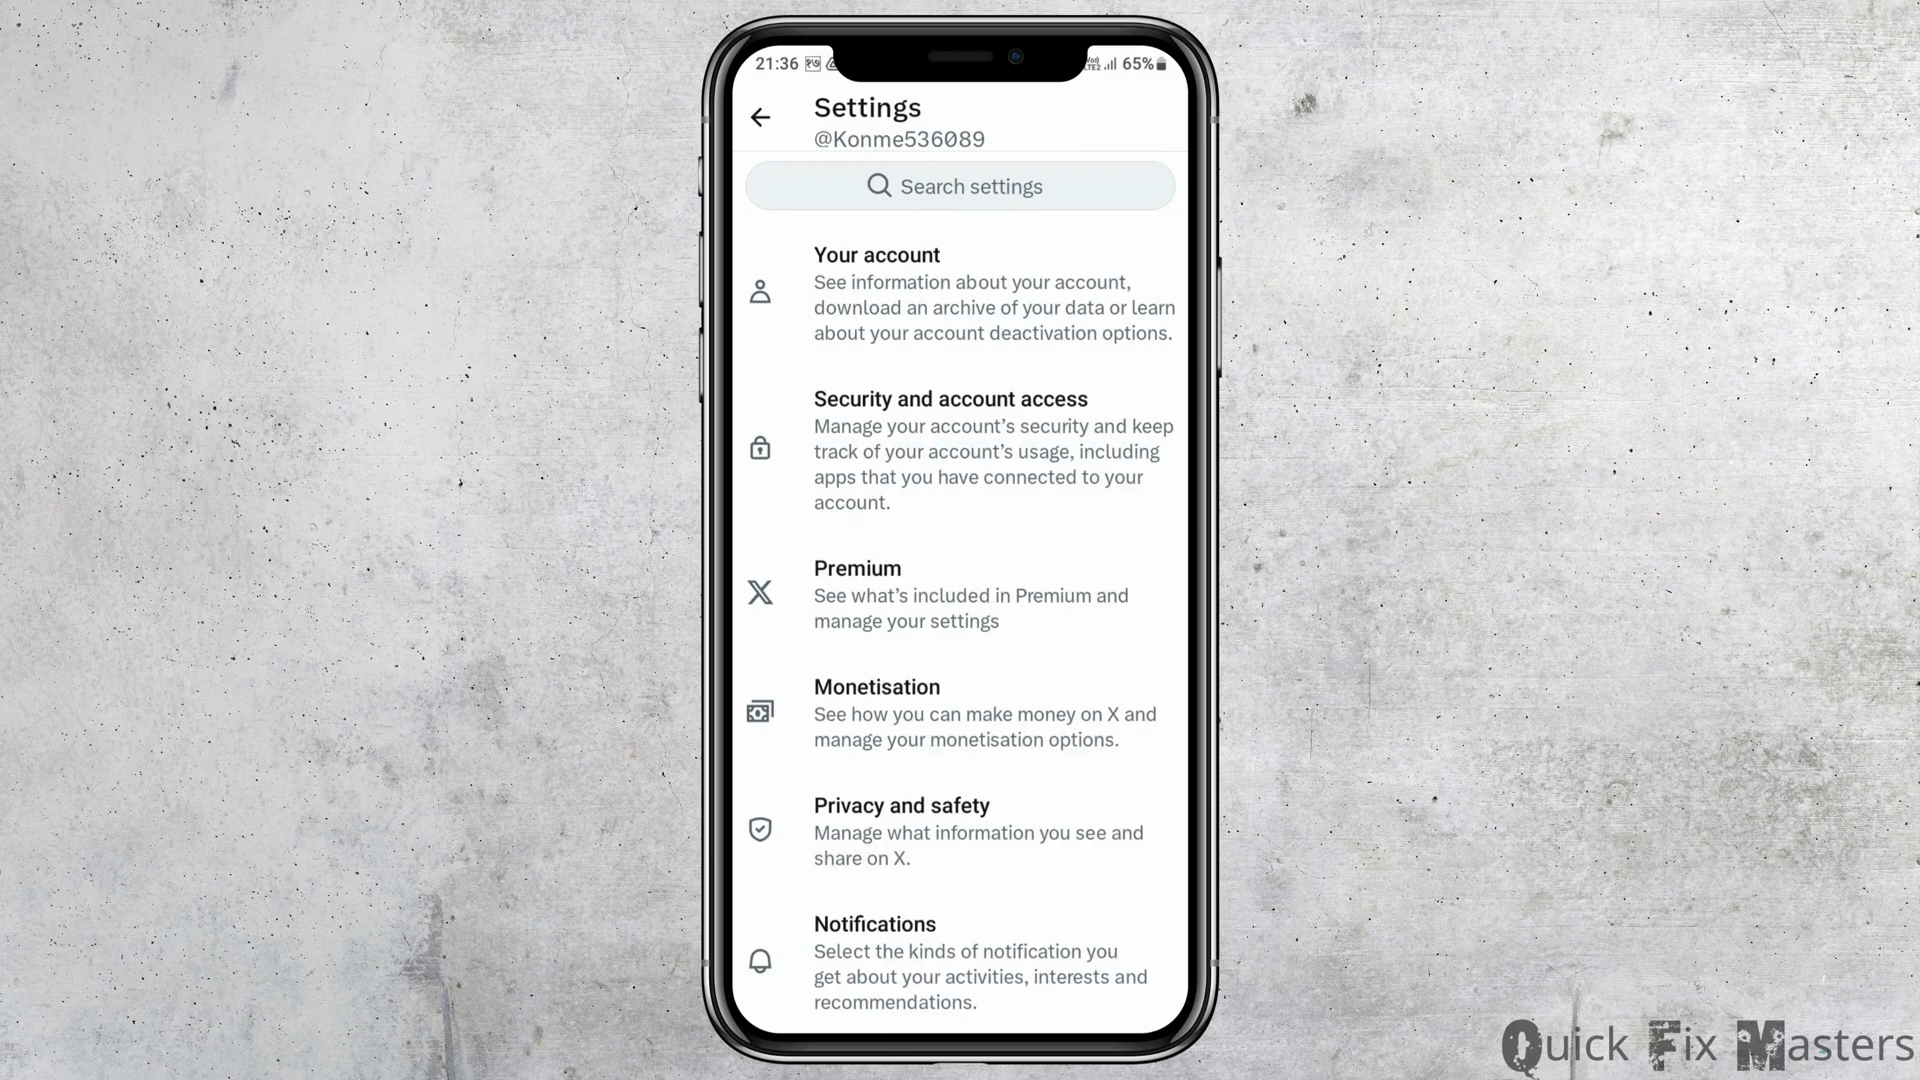 21:36 65%
Settings
@Konme536089
Search settings
Your account
See information about your account,
download an archive of your data or learn
about your account deactivation options.
Security and account access
Manage your account’s security and keep
track of your account’s usage, including
apps that you have connected to your
account.
Premium
See what’s included in Premium and
manage your settings
Monetisation
See how you can make money on X and
manage your monetisation options.
Privacy and safety
Manage what information you see and
share on X.
Notifications
Select the kinds of notification you
get about your activities, interests and
recommendations.
Quick Fix Masters